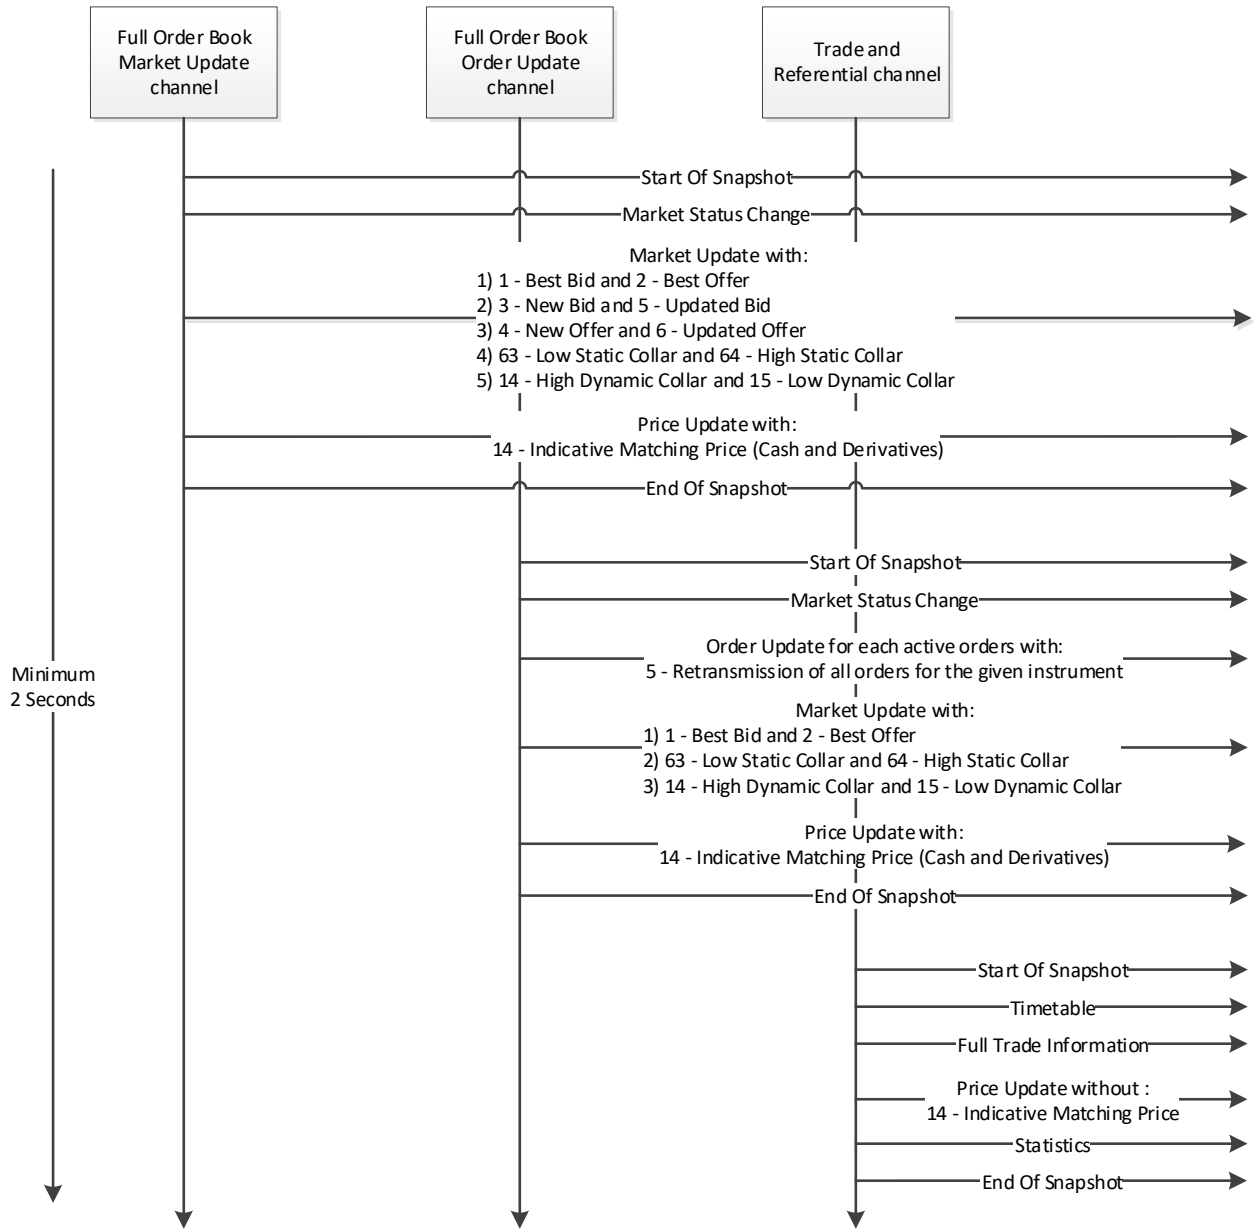 Full Order Book
Market Update
channel
Full Order Book
Order Update
channel
Trade and
Referential channel
Start Of Snapshot
Market Status Change
Market Update with:
1) 1 - Best Bid and 2 - Best Offer
2) 3 - New Bid and 5 - Updated Bid
3) 4 - New Offer and 6 - Updated Offer
4) 63 - Low Static Collar and 64 - High Static Collar
5) 14 - High Dynamic Collar and 15 - Low Dynamic Collar
Price Update with:
14 - Indicative Matching Price (Cash and Derivatives)
End Of Snapshot
Start Of Snapshot
Market Status Change
Order Update for each active orders with:
5 - Retransmission of all orders for the given instrument
Minimum
2 Seconds
Market Update with:
1) 1 - Best Bid and 2 - Best Offer
2) 63 - Low Static Collar and 64 - High Static Collar
3) 14 - High Dynamic Collar and 15 - Low Dynamic Collar
Price Update with:
14 - Indicative Matching Price (Cash and Derivatives)
End Of Snapshot
Start Of Snapshot
Timetable
Full Trade Information
Price Update without :
14 - Indicative Matching Price
Statistics
End Of Snapshot